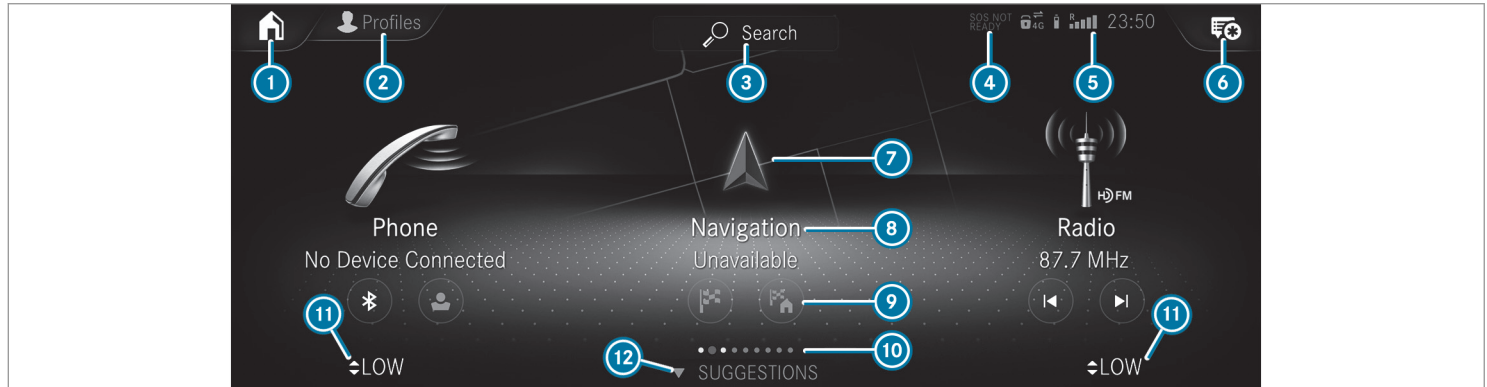 Profiles
Search
SOS NOT
READY
4G
R
23:50
1
2
3
4
5
6
7
HD FM
Phone
Navigation
8
Radio
No Device Connected
Unavailable
87.7 MHz
9
11
11
10
12
LOW
SUGGESTIONS
LOW